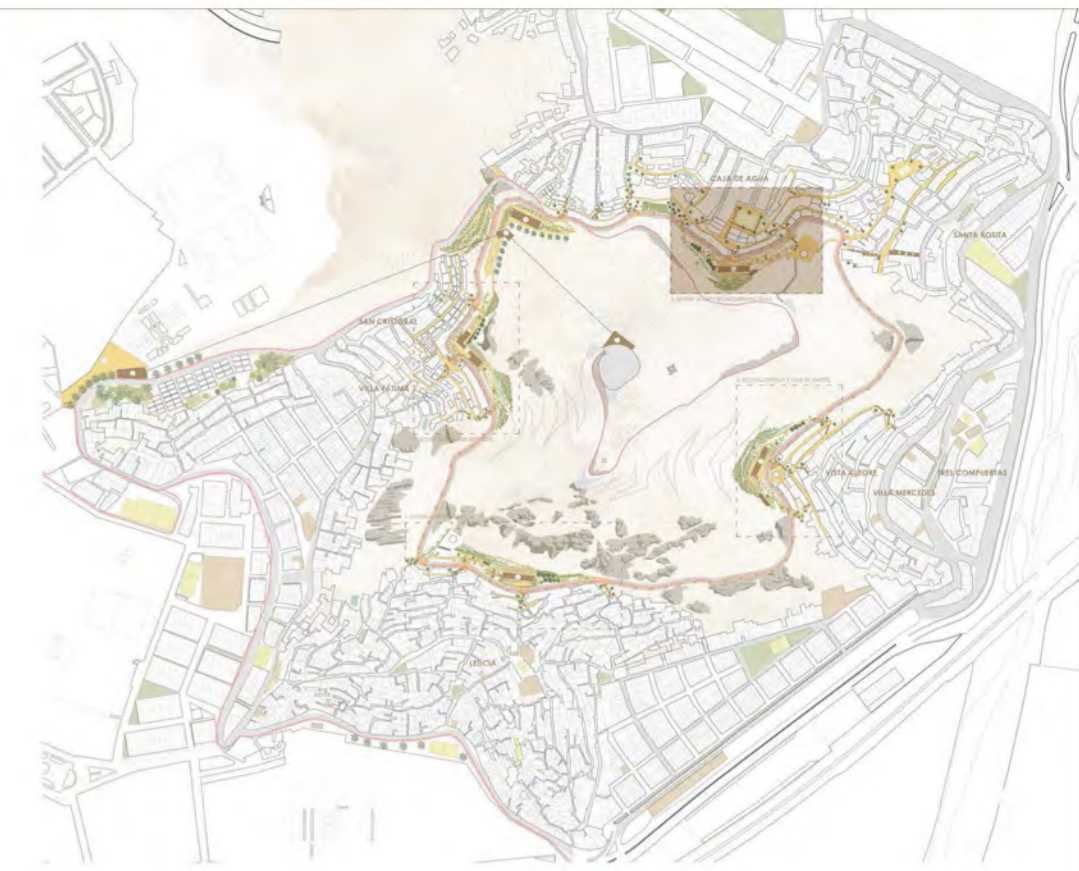 CAJA DE AGUA
SANTA ROSITA
SAN CRISTOBAL
VILLA FATIMA
VISTA ALEGRE
TRES COMPUERTAS
VILLA MERCEDES
LETICIA